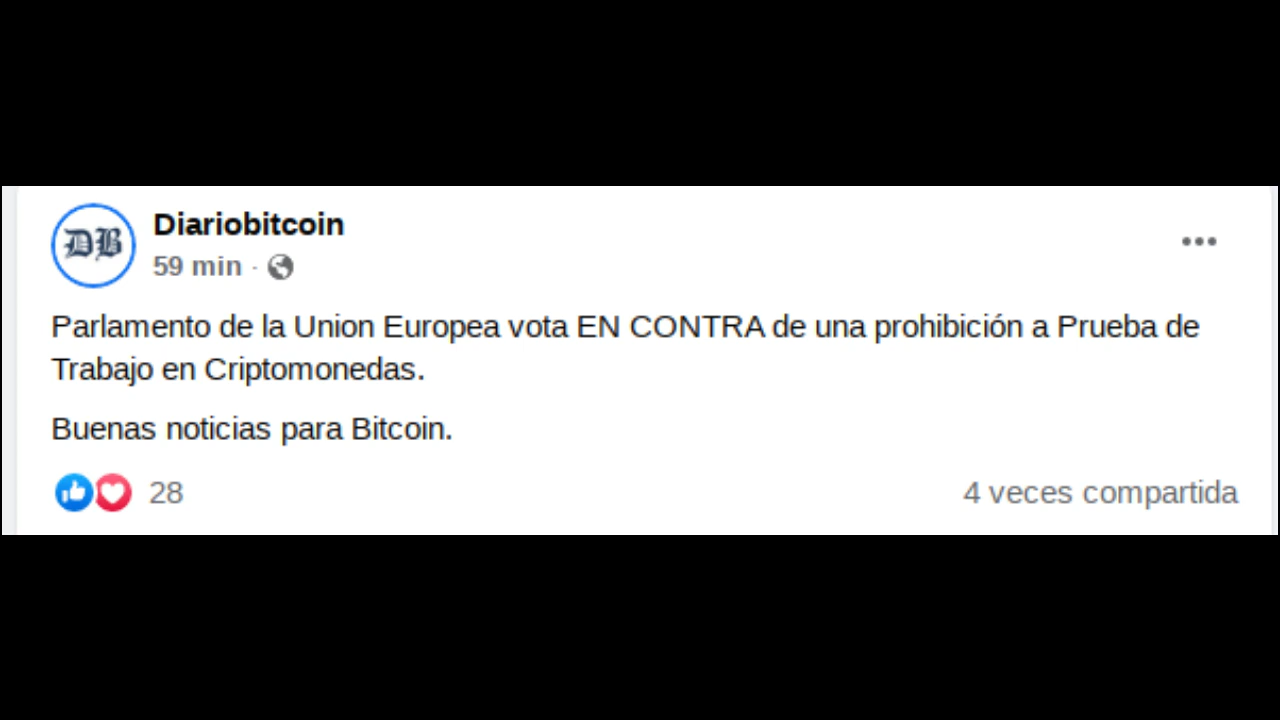 DB
Diariobitcoin
59 min ·
Parlamento de la Union Europea vota EN CONTRA de una prohibición a Prueba de
Trabajo en Criptomonedas.
Buenas noticias para Bitcoin.
28
4 veces compartida